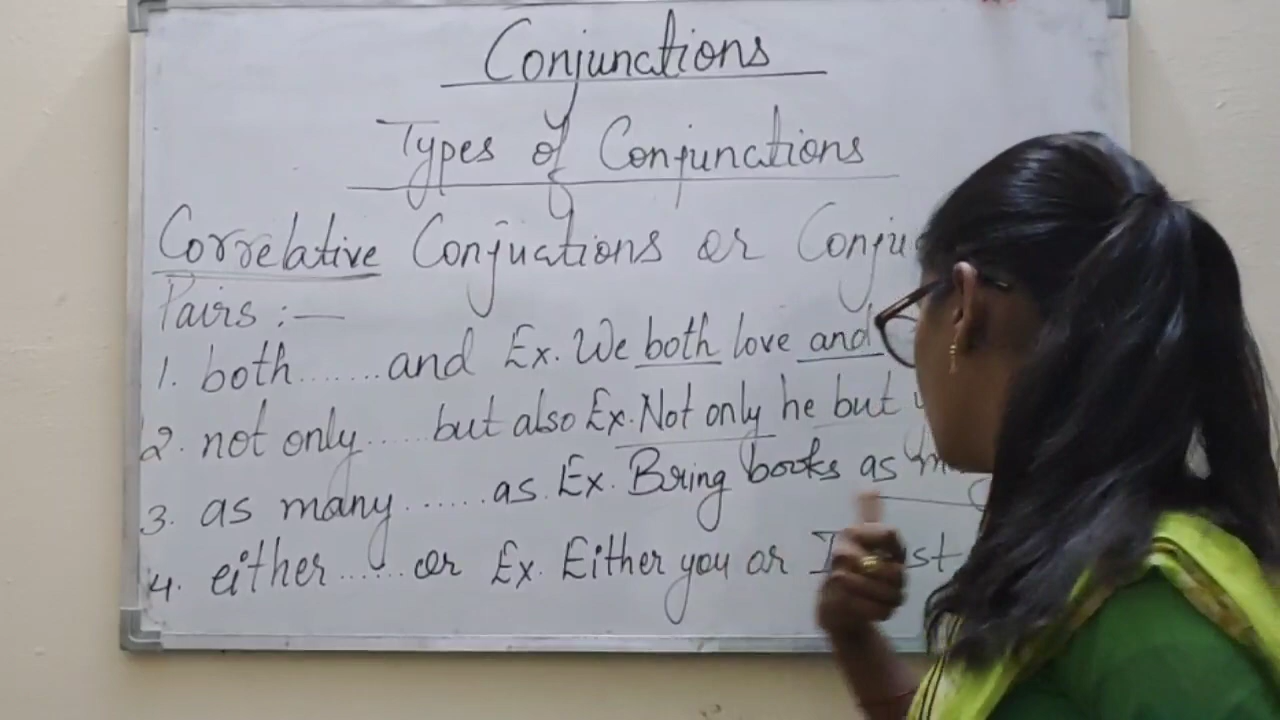 Conjunctions
Types of Conjunctions
Correlative Conjuctions or
Pairs :—
1. both.......and Ex. We both love and
2. not only.....but also Ex. Not only he but
3. as many ......as. Ex. Bring books as
4. either......or Ex. Either you or I